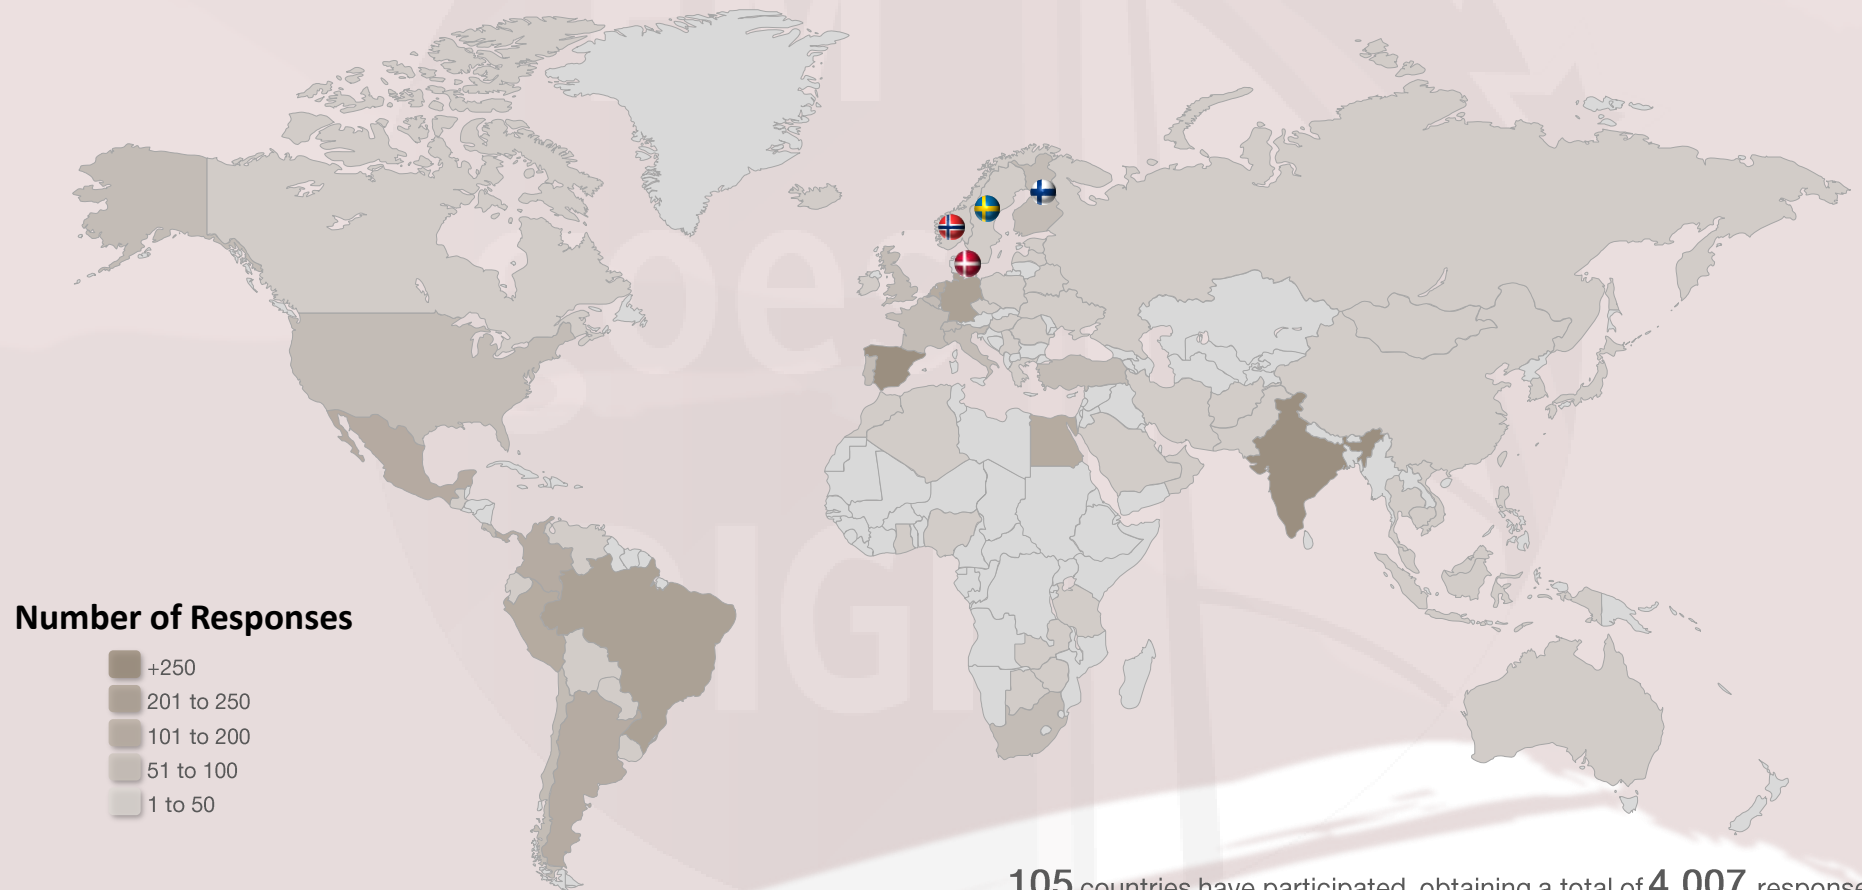 goes
Number of Responses
+250
201 to 250
101 to 200
51 to 100
1 to 50
105 countries have participated, obtaining a total of 4.007